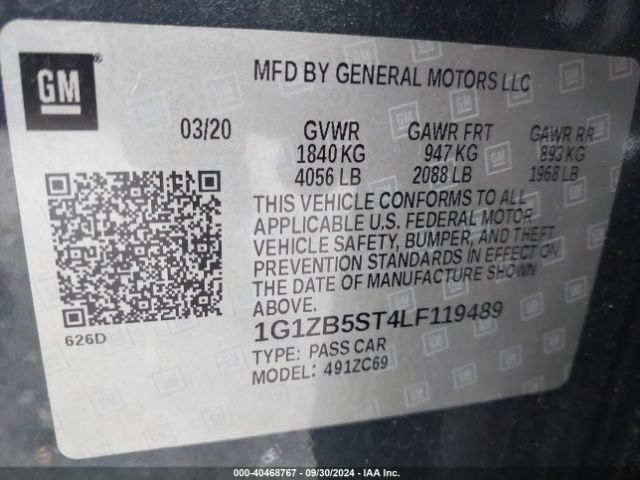 GM
MFD BY GENERAL MOTORS LLC
03/20 GVWR GAWR FRT GAWR RR
1840 KG 947 KG 893 KG
4056 LB 2088 LB 1968 LB
THIS VEHICLE CONFORMS TO ALL
APPLICABLE U.S. FEDERAL MOTOR
VEHICLE SAFETY, BUMPER, AND THEFT
PREVENTION STANDARDS IN EFFECT ON
THE DATE OF MANUFACTURE SHOWN
ABOVE.
626D
1G1ZB5ST4LF119489
TYPE: PASS CAR
MODEL: 491ZC69
000-40468767 - 09/30/2024 - IAA Inc.